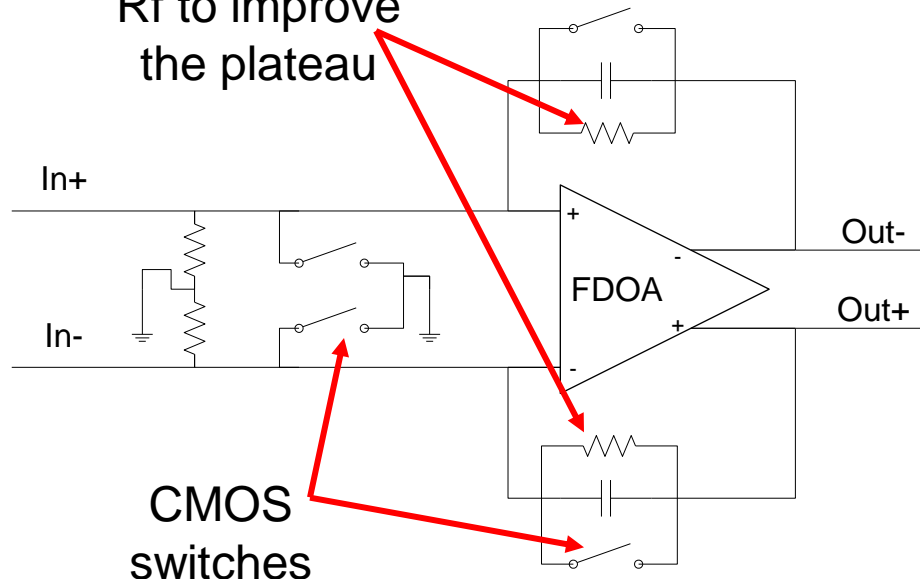 Rf to improve
the plateau
In+
+
Out-
-
FDOA
Out+
In-
+
-
CMOS
switches